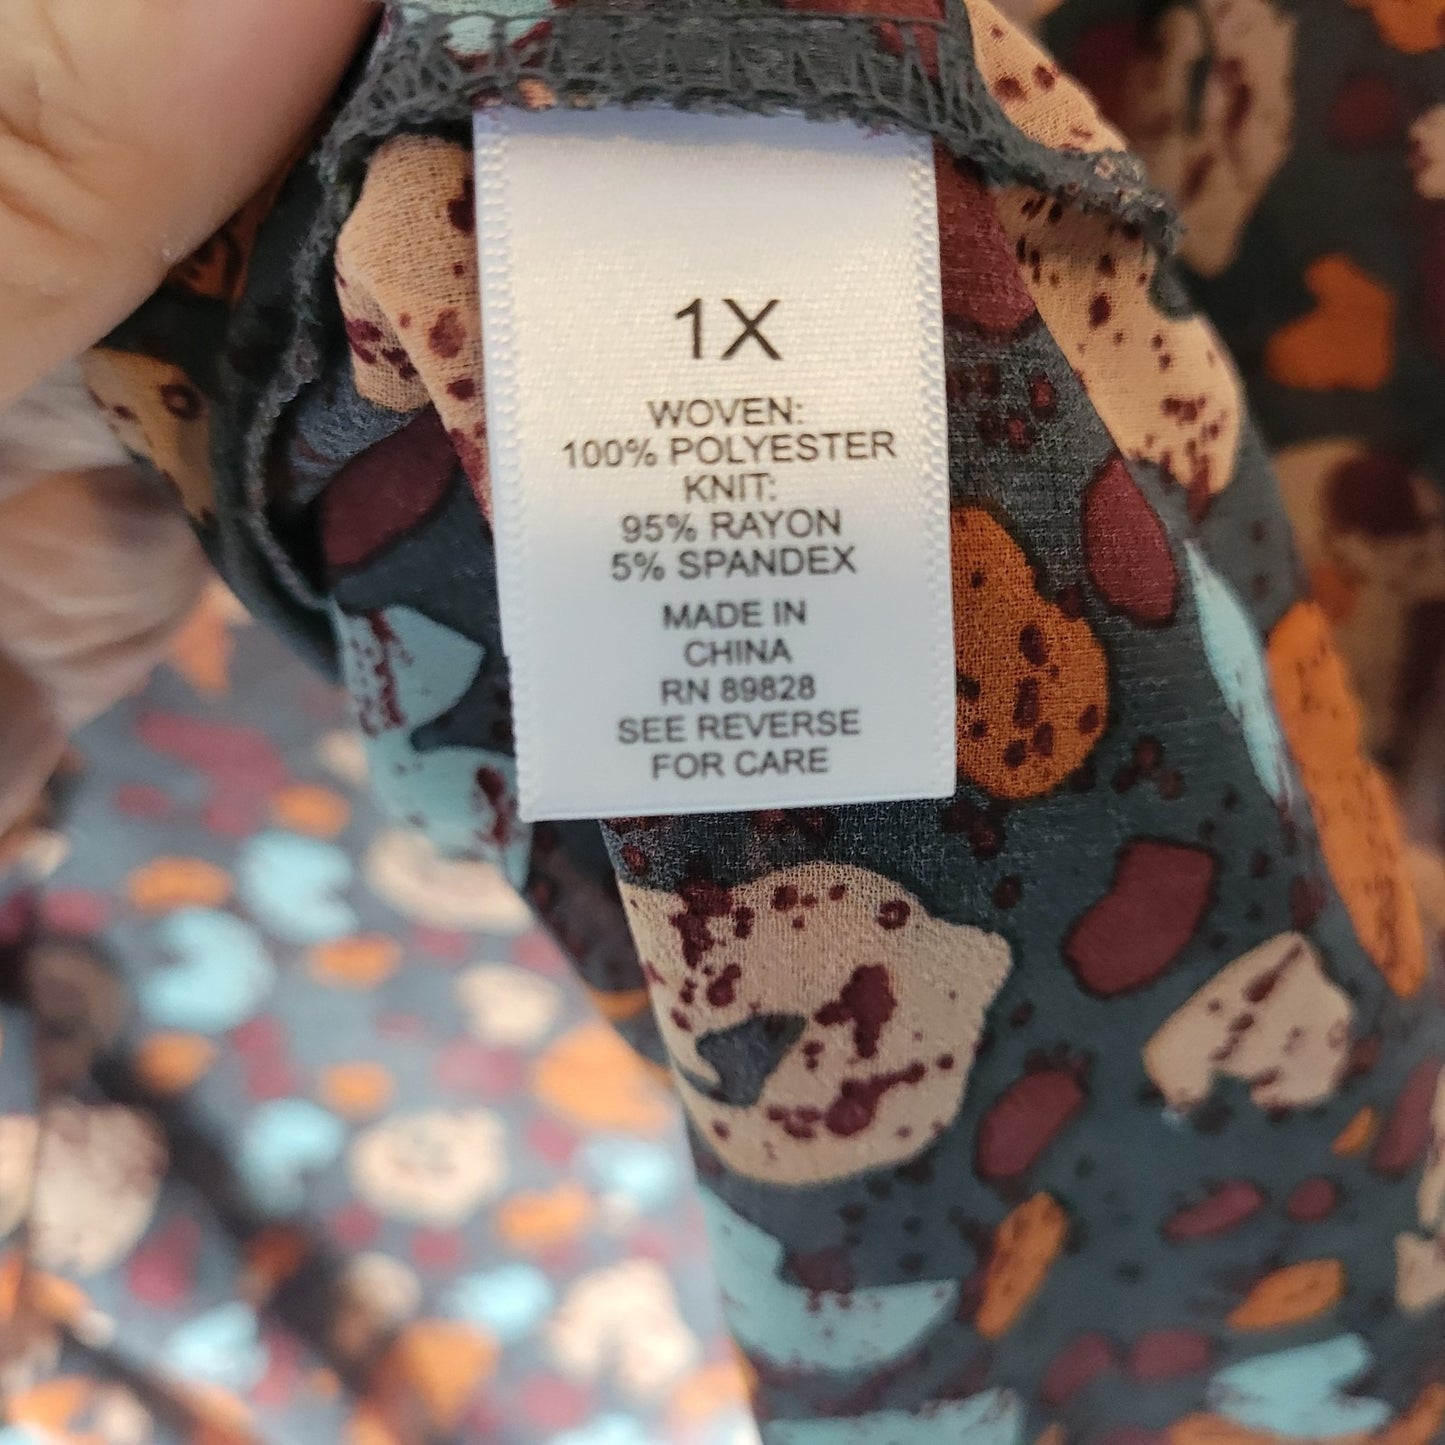 1X
WOVEN:
100% POLYESTER
KNIT:
95% RAYON
5% SPANDEX
MADE IN
CHINA
RN 89828
SEE REVERSE
FOR CARE